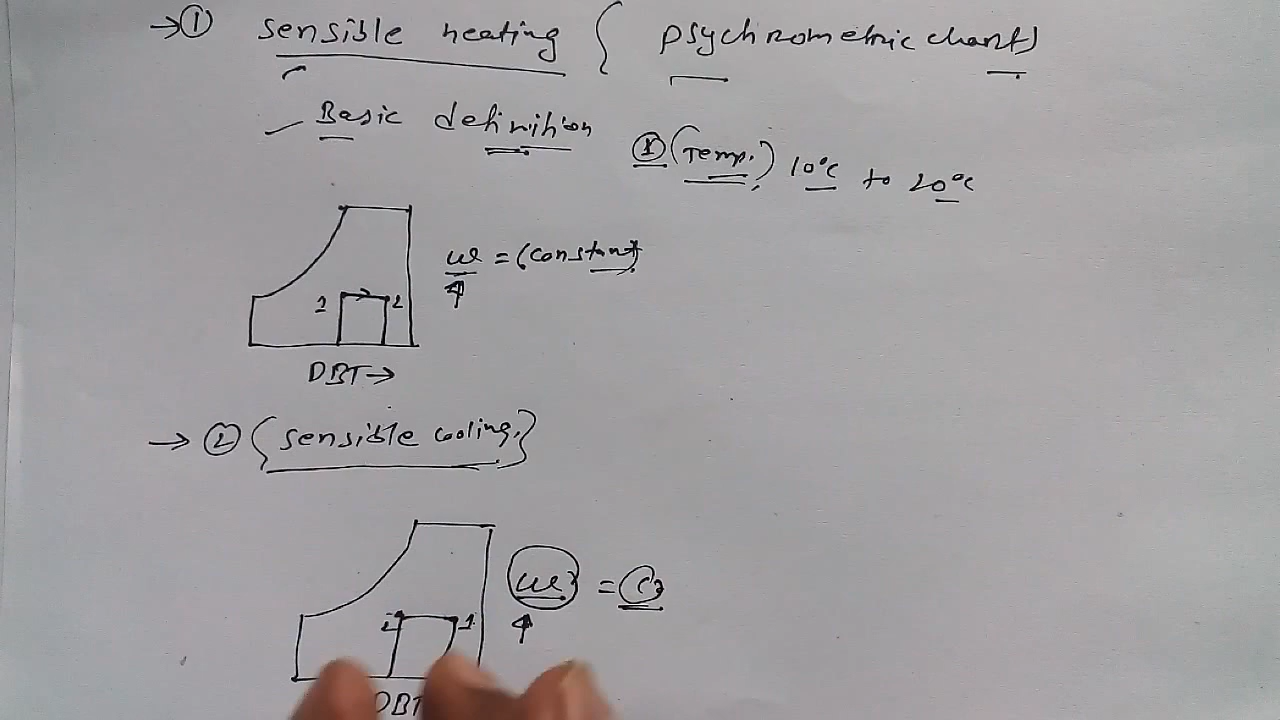 →① sensible heating { psychrometric chart)
Basic definition
① (Temp.) 10°C to 20°C
ω = (constant)
1 2
DBT→
→ ② {sensible cooling,}
ω = C
2 1
DBT